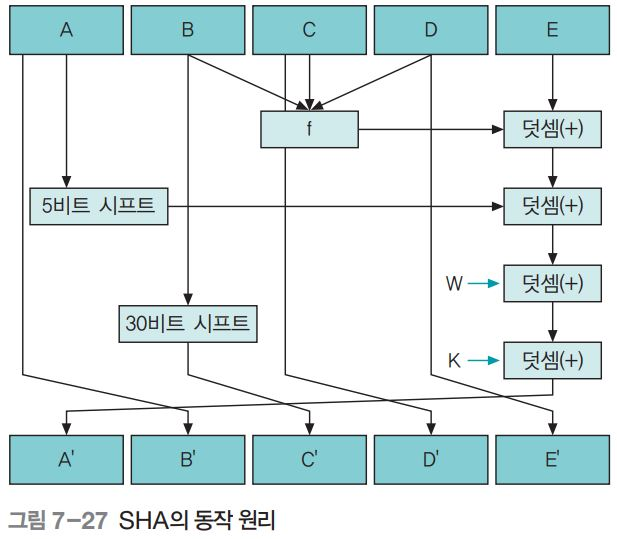 A B C D E
f 덧셈(+)
5비트 시프트 덧셈(+)
W 덧셈(+)
30비트 시프트
K 덧셈(+)
A' B' C' D' E'
그림 7-27 SHA의 동작 원리